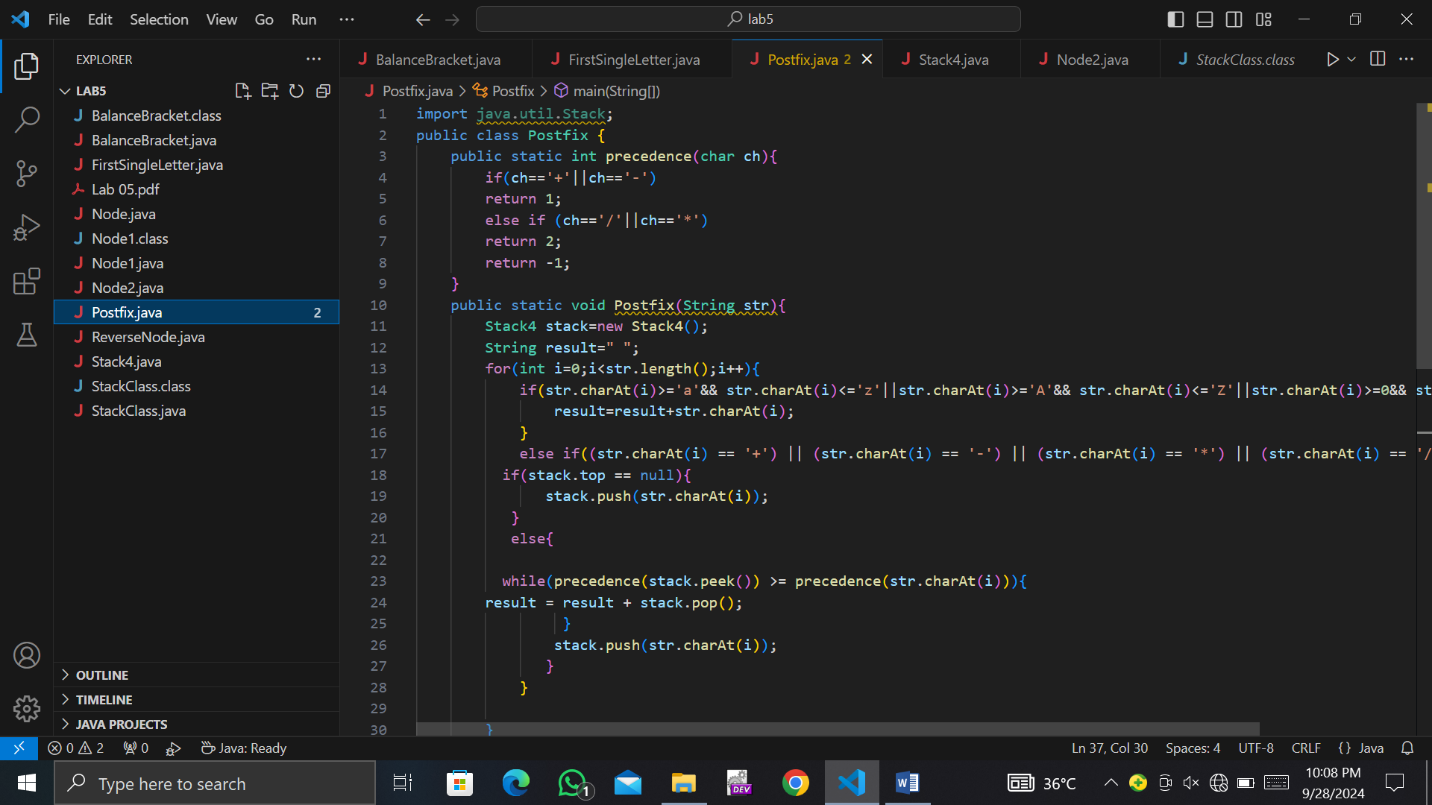 File Edit Selection View Go Run ··· lab5
EXPLORER ···
BalanceBracket.java FirstSingleLetter.java Postfix.java 2 Stack4.java Node2.java StackClass.class
LAB5
Postfix.java > Postfix > main(String[])
BalanceBracket.class
BalanceBracket.java
FirstSingleLetter.java
Lab 05.pdf
Node.java
Node1.class
Node1.java
Node2.java
Postfix.java 2
ReverseNode.java
Stack4.java
StackClass.class
StackClass.java
OUTLINE
TIMELINE
JAVA PROJECTS
1 import java.util.Stack;
2 public class Postfix {
3 public static int precedence(char ch){
4 if(ch=='+'||ch=='-')
5 return 1;
6 else if (ch=='/'||ch=='*')
7 return 2;
8 return -1;
9 }
10 public static void Postfix(String str){
11 Stack4 stack=new Stack4();
12 String result=" ";
13 for(int i=0;i<str.length();i++){
14 if(str.charAt(i)>='a'&& str.charAt(i)<='z'||str.charAt(i)>='A'&& str.charAt(i)<='Z'||str.charAt(i)>=0&& st
15 result=result+str.charAt(i);
16 }
17 else if((str.charAt(i) == '+') || (str.charAt(i) == '-') || (str.charAt(i) == '*') || (str.charAt(i) == '/
18 if(stack.top == null){
19 stack.push(str.charAt(i));
20 }
21 else{
22
23 while(precedence(stack.peek()) >= precedence(str.charAt(i))){
24 result = result + stack.pop();
25 }
26 stack.push(str.charAt(i));
27 }
28 }
29
30 }
0 2 0 Java: Ready Ln 37, Col 30 Spaces: 4 UTF-8 CRLF {} Java
Type here to search 1 DEV 36°C 10:08 PM
9/28/2024